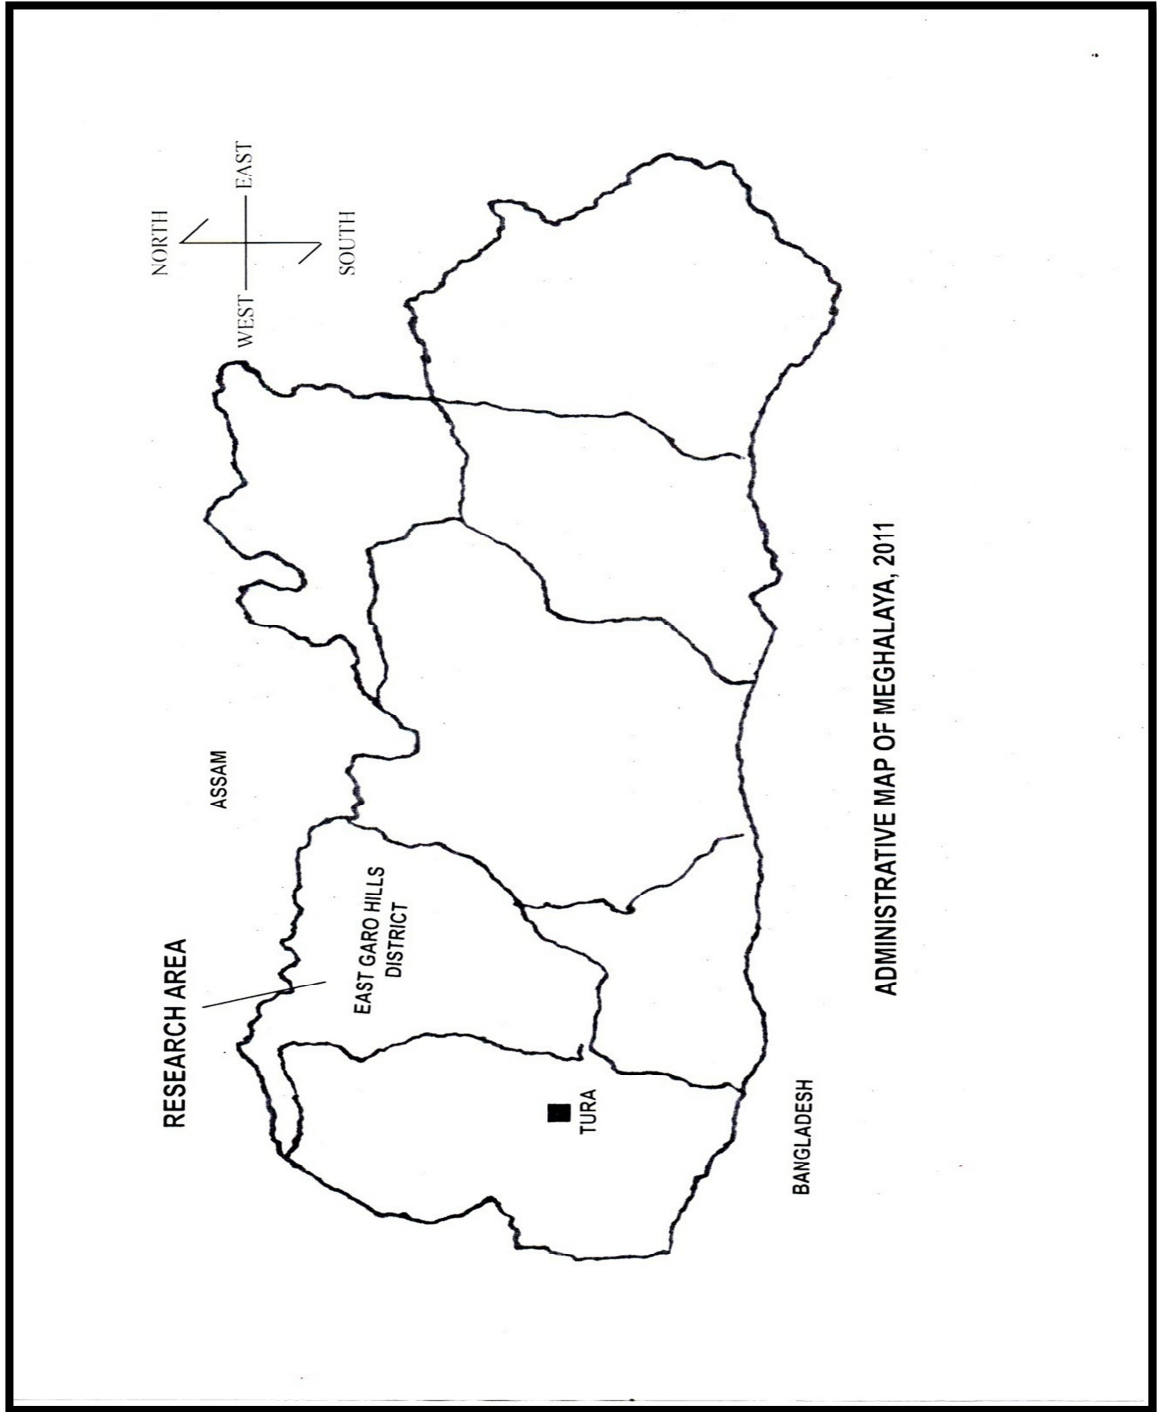 NORTH
WEST
EAST
SOUTH
ASSAM
RESEARCH AREA
EAST GARO HILLS
DISTRICT
TURA
BANGLADESH
ADMINISTRATIVE MAP OF MEGHALAYA, 2011